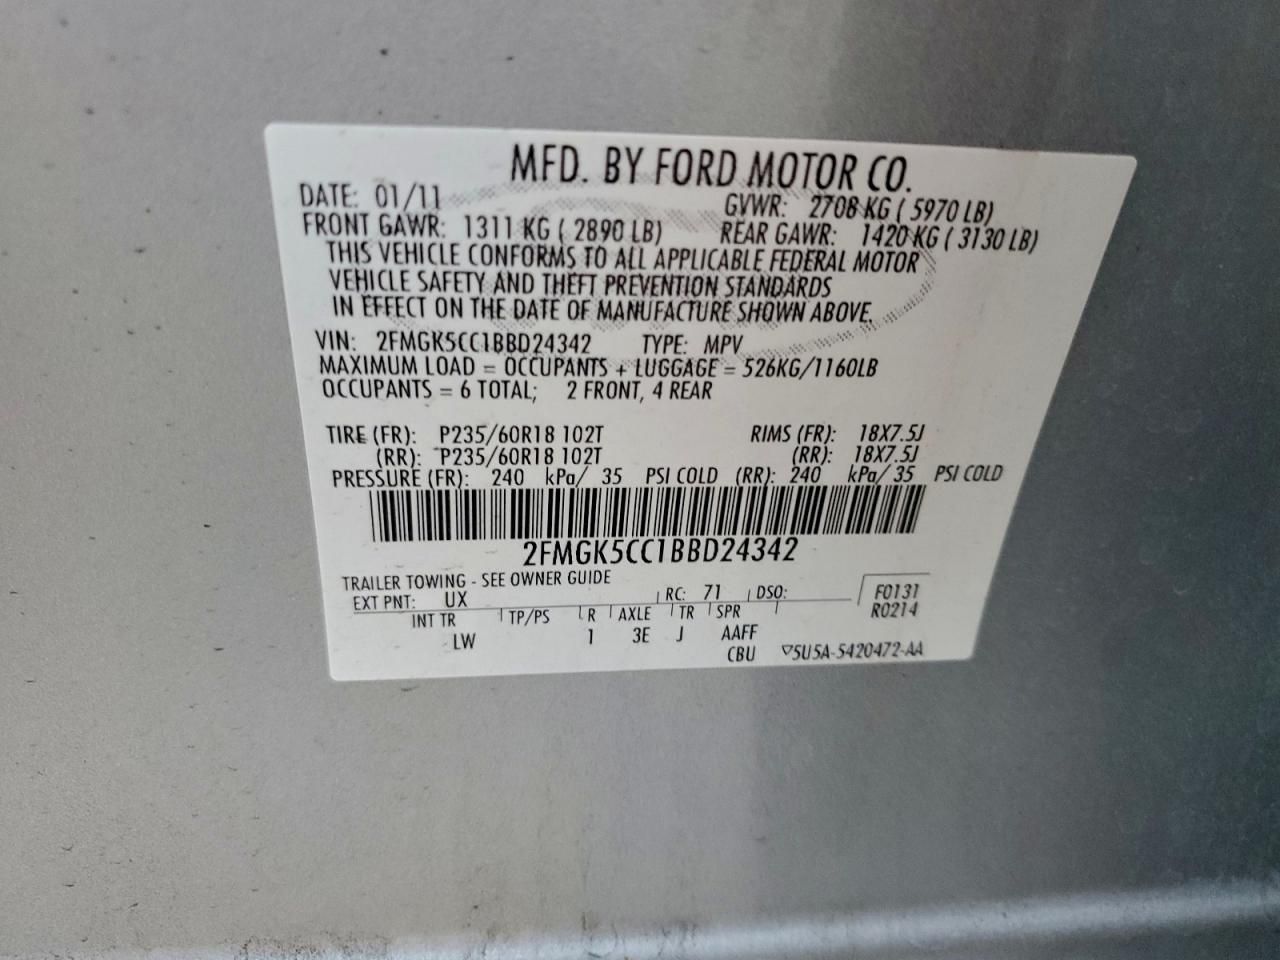 MFD. BY FORD MOTOR CO.
DATE: 01/11 GVWR: 2708 KG ( 5970 LB)
FRONT GAWR: 1311 KG ( 2890 LB) REAR GAWR: 1420 KG ( 3130 LB)
THIS VEHICLE CONFORMS TO ALL APPLICABLE FEDERAL MOTOR
VEHICLE SAFETY AND THEFT PREVENTION STANDARDS
IN EFFECT ON THE DATE OF MANUFACTURE SHOWN ABOVE.
VIN: 2FMGK5CC1BBD24342 TYPE: MPV
MAXIMUM LOAD = OCCUPANTS + LUGGAGE = 526KG/1160LB
OCCUPANTS = 6 TOTAL; 2 FRONT, 4 REAR
TIRE (FR): P235/60R18 102T RIMS (FR): 18X7.5J
(RR): P235/60R18 102T (RR): 18X7.5J
PRESSURE (FR): 240 kPa/ 35 PSI COLD (RR): 240 kPa/ 35 PSI COLD
2FMGK5CC1BBD24342
TRAILER TOWING - SEE OWNER GUIDE
EXT PNT: UX RC: 71 DSO: F0131
R0214
INT TR TP/PS R AXLE TR SPR
LW 1 3E J AAFF
CBU ▽5U5A-5420472-AA